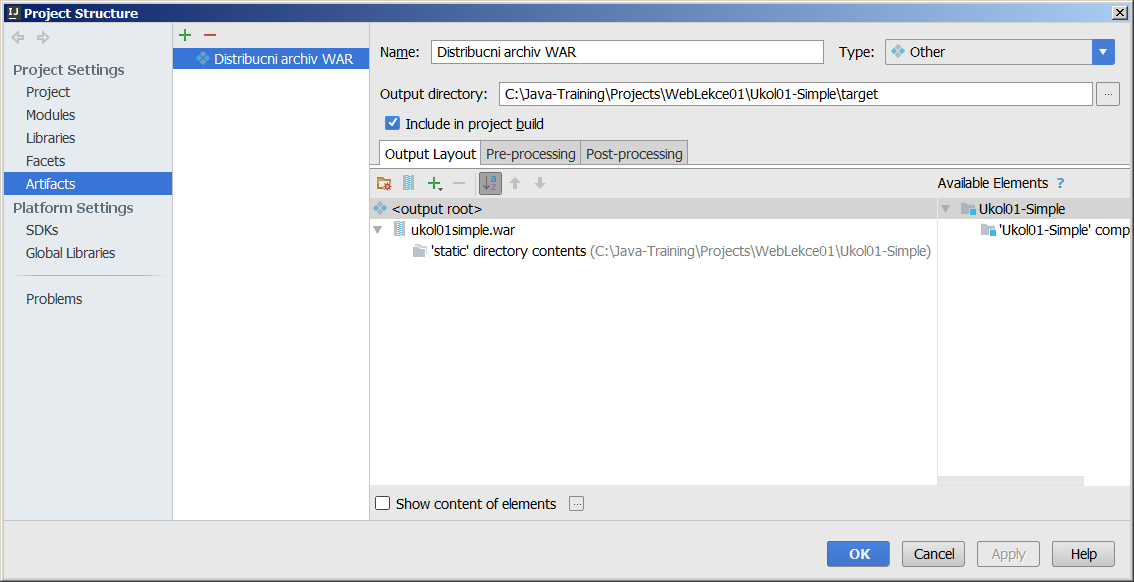 IJ Project Structure
Project Settings
Project
Modules
Libraries
Facets
Artifacts
Platform Settings
SDKs
Global Libraries
Problems
Distribucni archiv WAR
Name: Distribucni archiv WAR Type: Other
Output directory: C:\Java-Training\Projects\WebLekce01\Ukol01-Simple\target ...
Include in project build
Output Layout Pre-processing Post-processing
a z
<output root>
ukol01simple.war
'static' directory contents (C:\Java-Training\Projects\WebLekce01\Ukol01-Simple)
Available Elements ?
Ukol01-Simple
'Ukol01-Simple' comp
Show content of elements ...
OK Cancel Apply Help